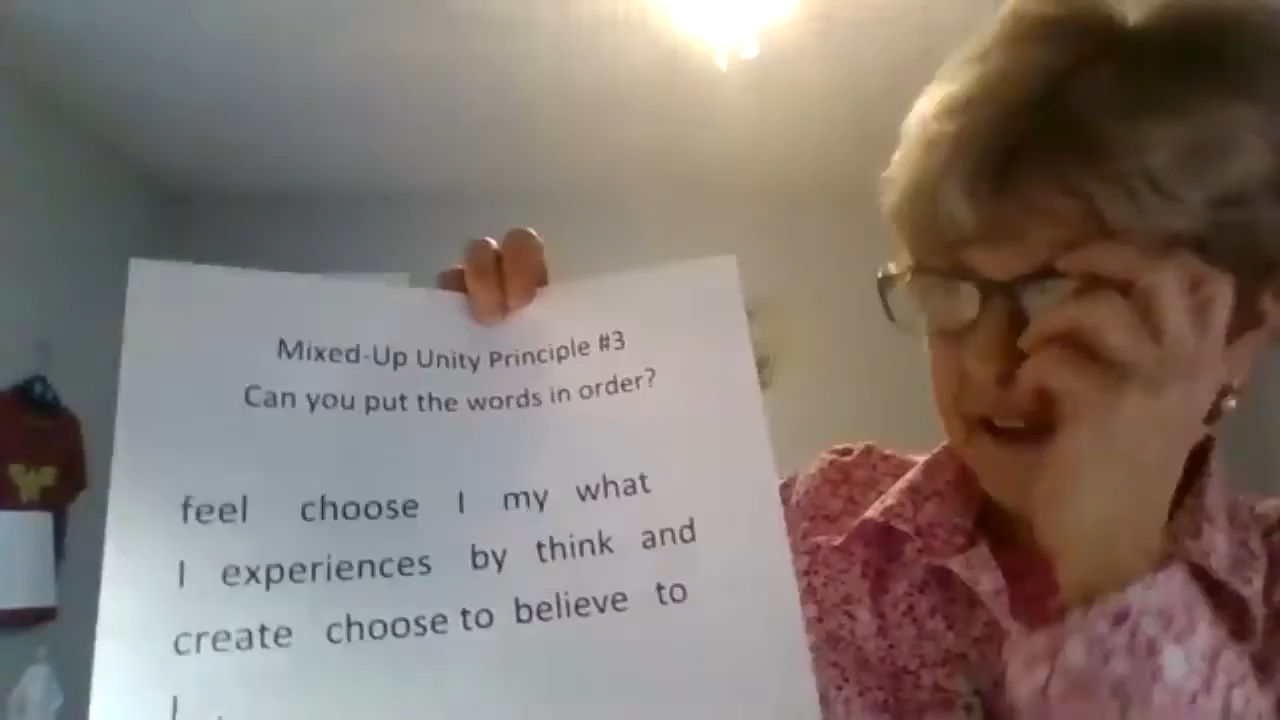 Mixed-Up Unity Principle #3
Can you put the words in order?
feel choose I my what
I experiences by think and
create choose to believe to
I .